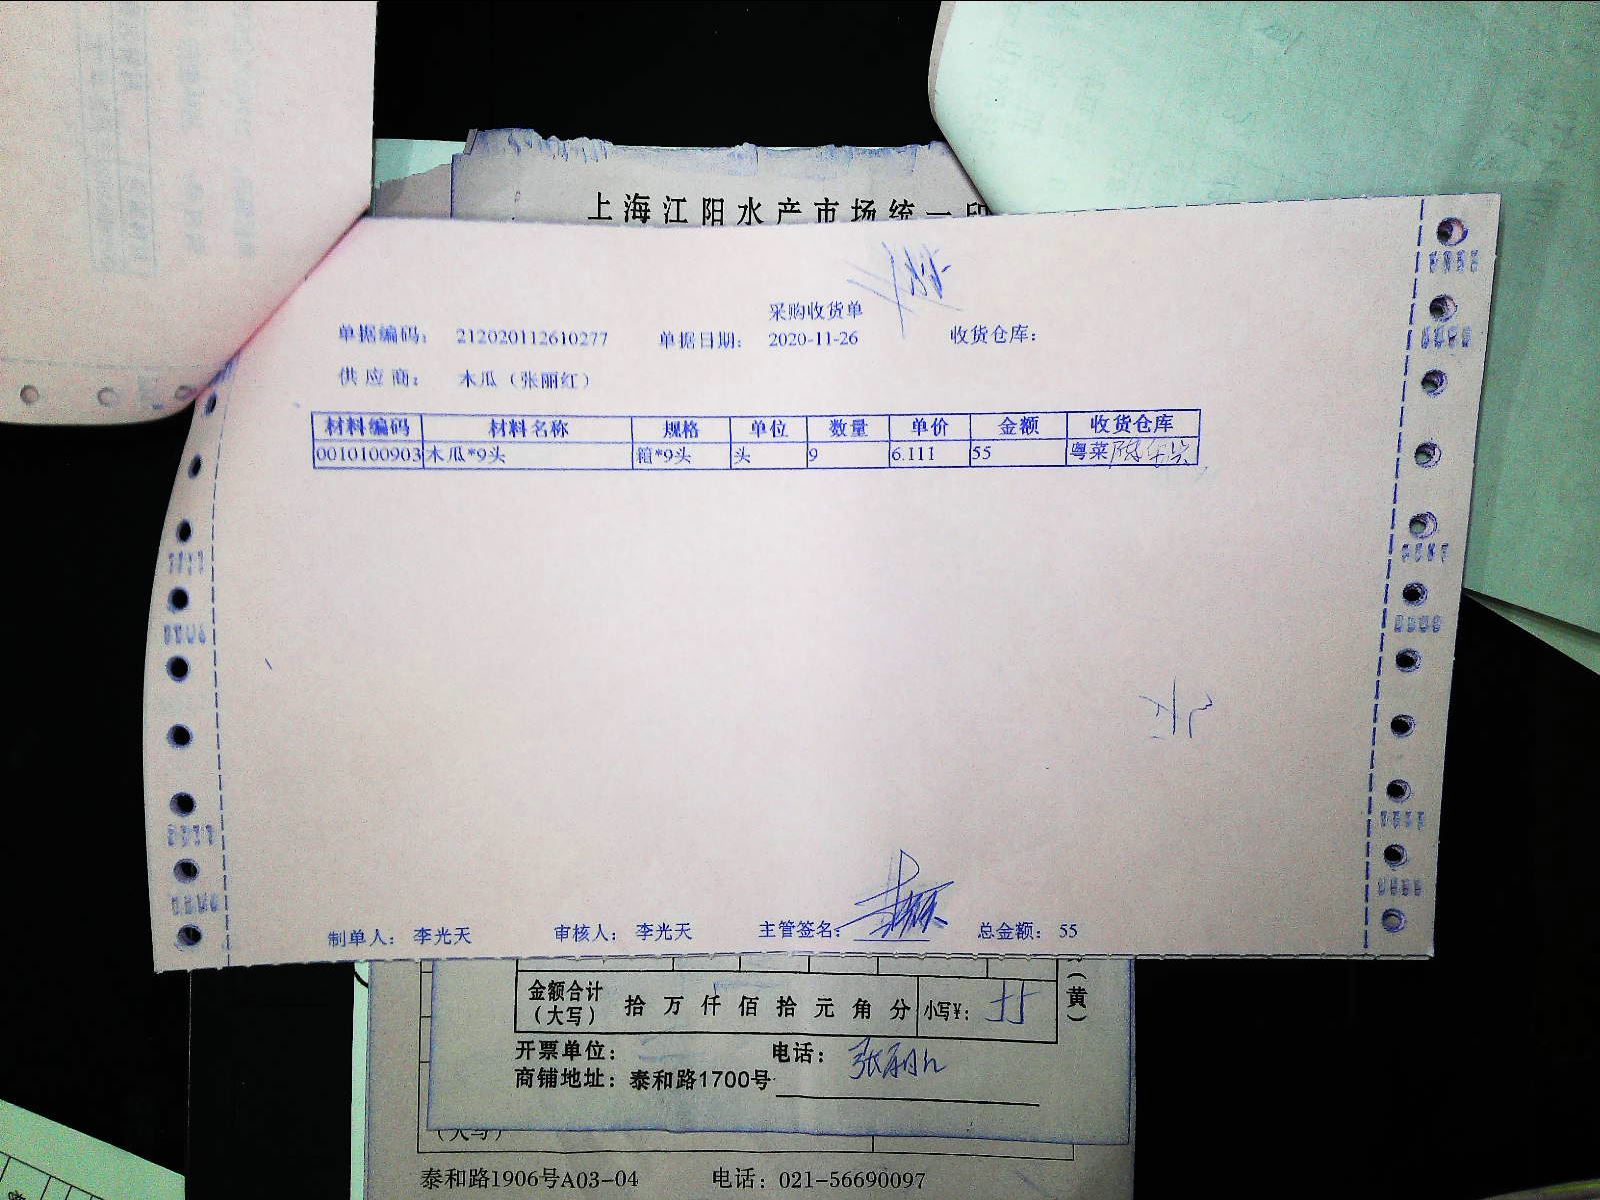 上海江阳水产市场统一印
采购收货单
单据编码： 212020112610277 单据日期： 2020-11-26 收货仓库：
供应商： 木瓜（张丽红）
材料编码 材料名称 规格 单位 数量 单价 金额 收货仓库
0010100903 木瓜*9头 箱*9头 头 9 6.111 55 粤菜
制单人： 李光天 审核人： 李光天 主管签名： 总金额： 55
（黄）
金额合计（大写） 拾 万 仟 佰 拾 元 角 分 小写¥： 55
开票单位： 电话：
商铺地址：泰和路1700号
（大写）
泰和路1906号A03-04 电话：021-56690097